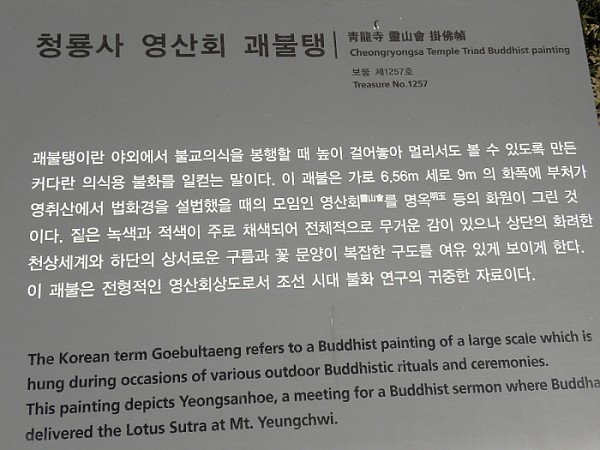 청룡사 영산회 괘불탱
靑龍寺 靈山會 掛佛幀
Cheongryongsa Temple Triad Buddhist painting
보물 제1257호
Treasure No.1257
괘불탱이란 야외에서 불교의식을 봉행할 때 높이 걸어놓아 멀리서도 볼 수 있도록 만든
커다란 의식용 불화를 일컫는 말이다. 이 괘불은 가로 6.56m 세로 9m 의 화폭에 부처가
영취산에서 법화경을 설법했을 때의 모임인 영산회靈山會를 명옥明玉 등의 화원이 그린 것
이다. 짙은 녹색과 적색이 주로 채색되어 전체적으로 무거운 감이 있으나 상단의 화려한
천상세계와 하단의 상서로운 구름과 꽃 문양이 복잡한 구도를 여유 있게 보이게 한다.
이 괘불은 전형적인 영산회상도로서 조선 시대 불화 연구의 귀중한 자료이다.
The Korean term Goebultaeng refers to a Buddhist painting of a large scale which is
hung during occasions of various outdoor Buddhistic rituals and ceremonies.
This painting depicts Yeongsanhoe, a meeting for a Buddhist sermon where Buddha
delivered the Lotus Sutra at Mt. Yeungchwi.